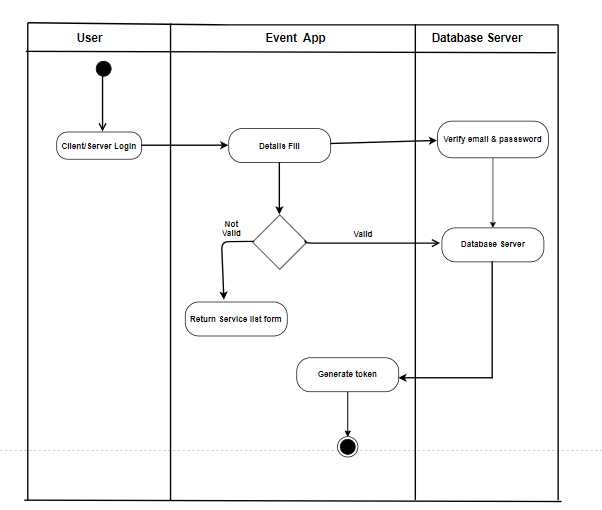 User
Event App
Database Server
Client/Server Login
Details Fill
Verify email & passsword
Not
Valid
Valid
Database Server
Return Service list form
Generate token